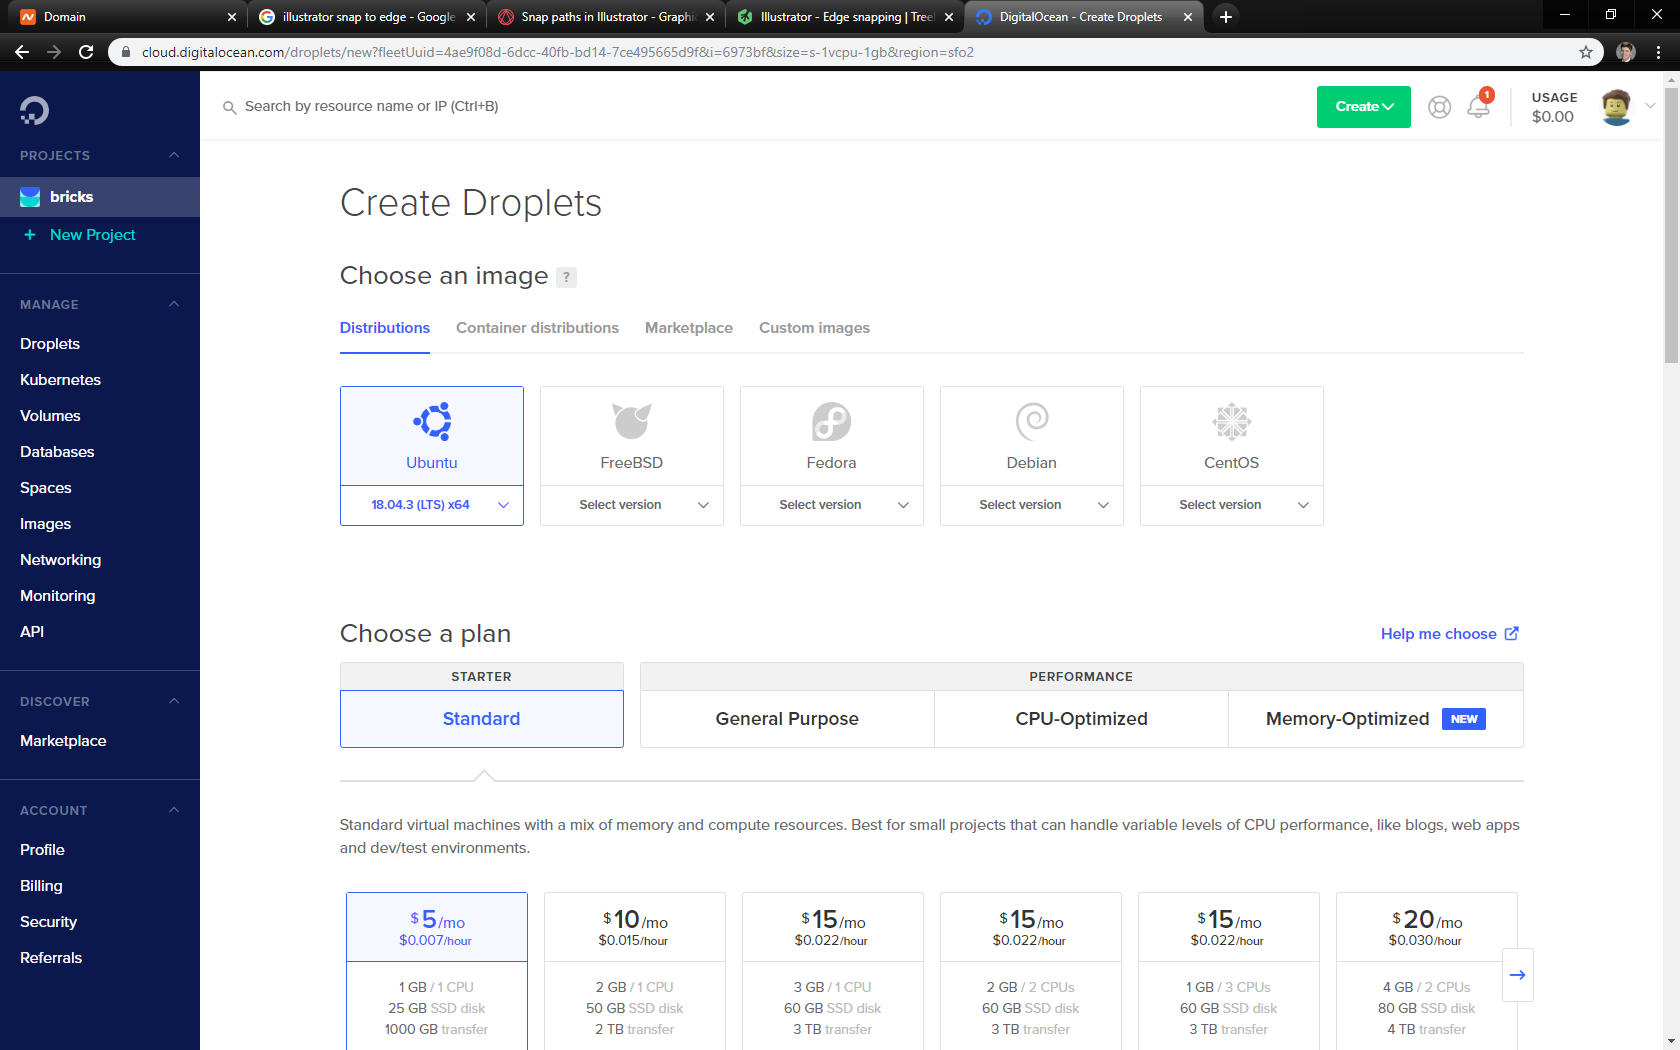 Domain
illustrator snap to edge - Google
Snap paths in Illustrator - Graphic
Illustrator - Edge snapping | Tree
DigitalOcean - Create Droplets
cloud.digitalocean.com/droplets/new?fleetUuid=4ae9f08d-6dcc-40fb-bd14-7ce495665d9f&i=6973bf&size=s-1vcpu-1gb&region=sfo2
Search by resource name or IP (Ctrl+B)
Create
1
USAGE
$0.00
PROJECTS
bricks
+ New Project
MANAGE
Droplets
Kubernetes
Volumes
Databases
Spaces
Images
Networking
Monitoring
API
DISCOVER
Marketplace
ACCOUNT
Profile
Billing
Security
Referrals
Create Droplets
Choose an image ?
Distributions Container distributions Marketplace Custom images
Ubuntu
18.04.3 (LTS) x64
FreeBSD
Select version
Fedora
Select version
Debian
Select version
CentOS
Select version
Choose a plan
Help me choose
STARTER
Standard
PERFORMANCE
General Purpose
CPU-Optimized
Memory-Optimized NEW
Standard virtual machines with a mix of memory and compute resources. Best for small projects that can handle variable levels of CPU performance, like blogs, web apps
and dev/test environments.
$5/mo
$0.007/hour
1 GB / 1 CPU
25 GB SSD disk
1000 GB transfer
$10/mo
$0.015/hour
2 GB / 1 CPU
50 GB SSD disk
2 TB transfer
$15/mo
$0.022/hour
3 GB / 1 CPU
60 GB SSD disk
3 TB transfer
$15/mo
$0.022/hour
2 GB / 2 CPUs
60 GB SSD disk
3 TB transfer
$15/mo
$0.022/hour
1 GB / 3 CPUs
60 GB SSD disk
3 TB transfer
$20/mo
$0.030/hour
4 GB / 2 CPUs
80 GB SSD disk
4 TB transfer